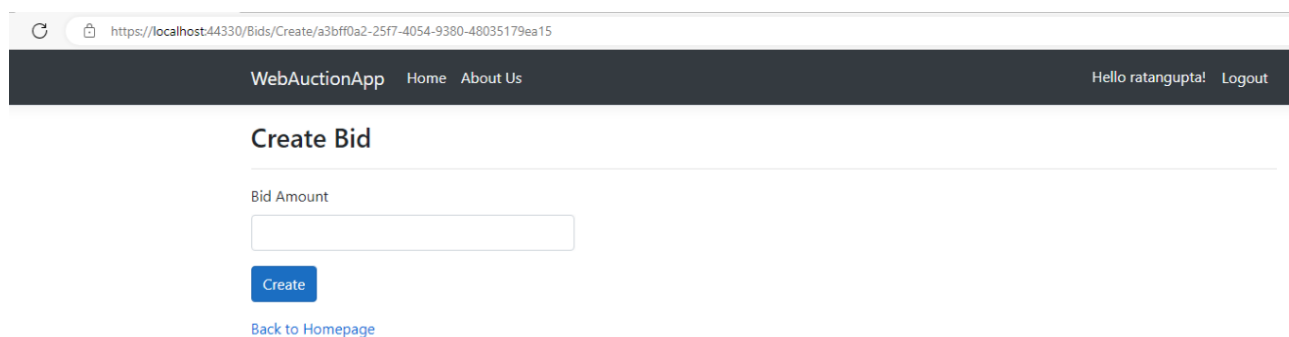 https://localhost:44330/Bids/Create/a3bff0a2-25f7-4054-9380-48035179ea15
WebAuctionApp Home About Us Hello ratangupta! Logout
Create Bid
Bid Amount
Create
Back to Homepage